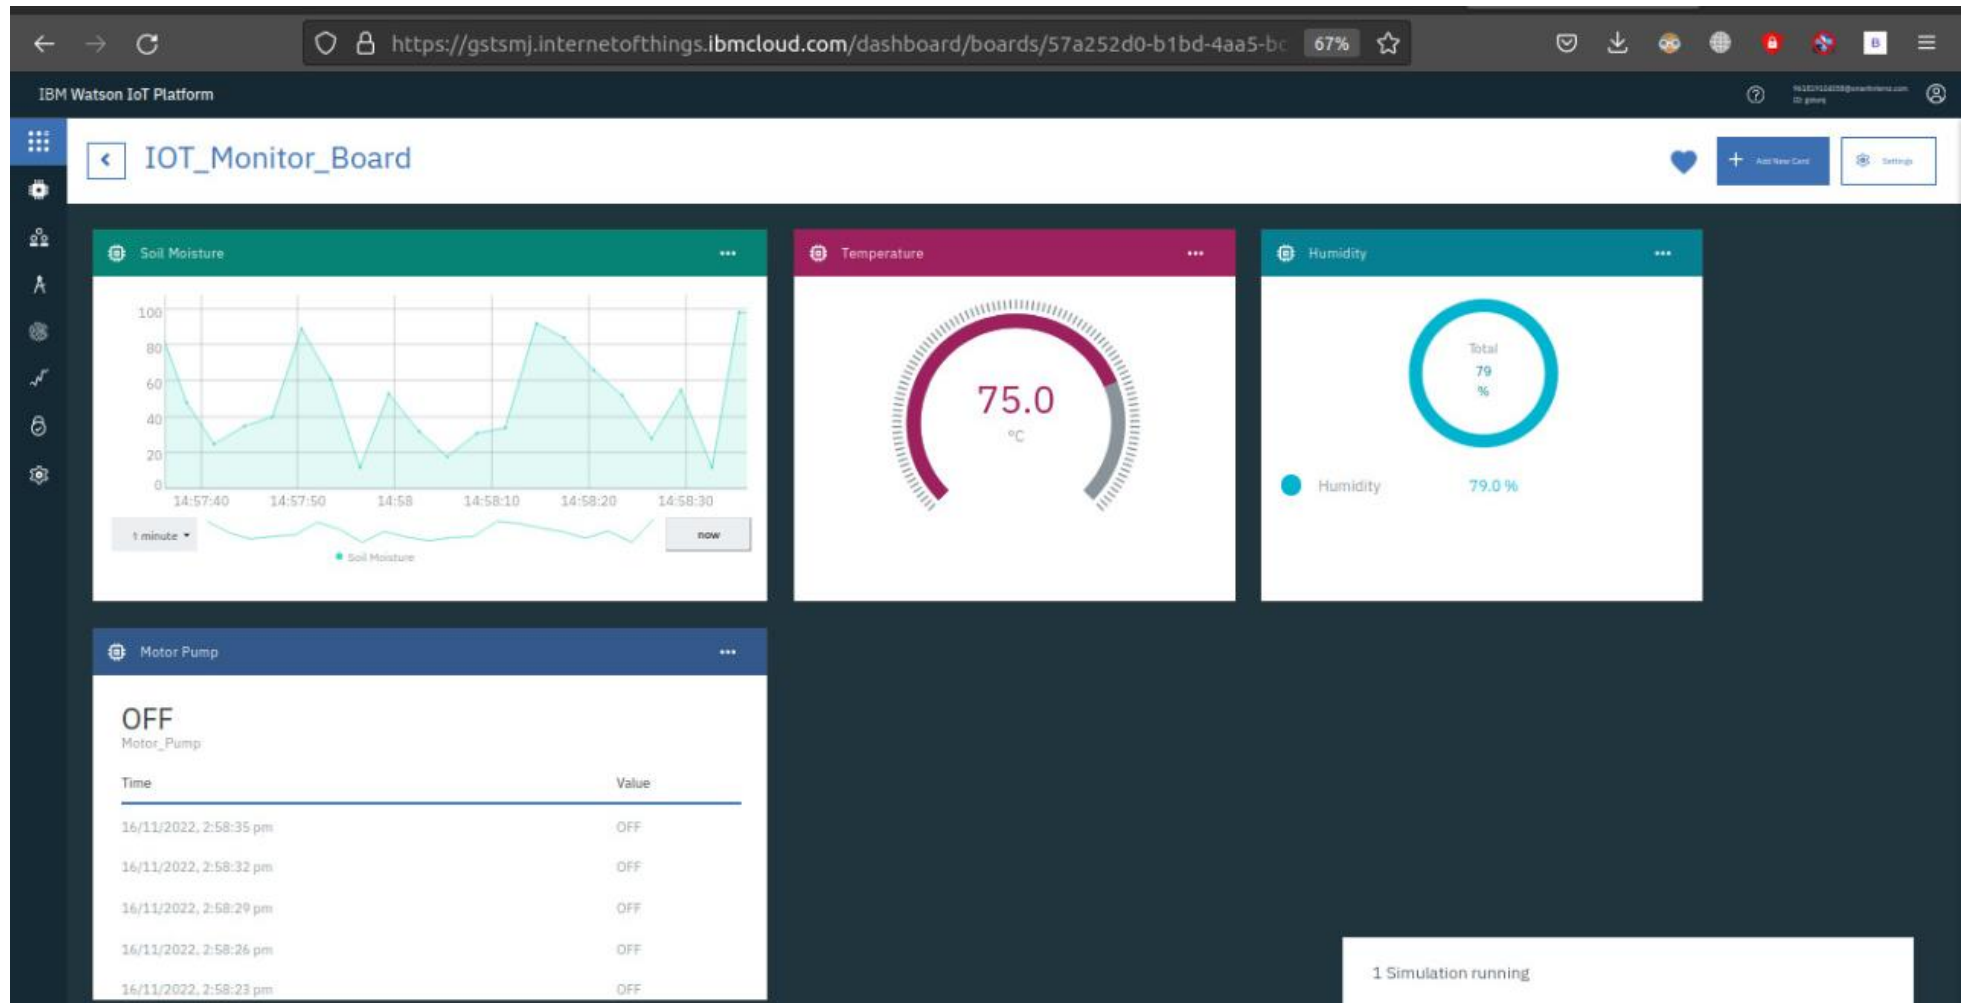 https://gstsmj.internetofthings.ibmcloud.com/dashboard/boards/57a252d0-b1bd-4aa5-bc
67%
B
IBM Watson IoT Platform
IOT_Monitor_Board
Add New Card
Settings
Soil Moisture
100
80
60
40
20
0
14:57:40 14:57:50 14:58 14:58:10 14:58:20 14:58:30
1 minute
now
Soil Moisture
Temperature
75.0
°C
Humidity
Total
79
%
Humidity 79.0 %
Motor Pump
OFF
Motor_Pump
Time Value
16/11/2022, 2:58:35 pm OFF
16/11/2022, 2:58:32 pm OFF
16/11/2022, 2:58:29 pm OFF
16/11/2022, 2:58:26 pm OFF
16/11/2022, 2:58:23 pm OFF
1 Simulation running